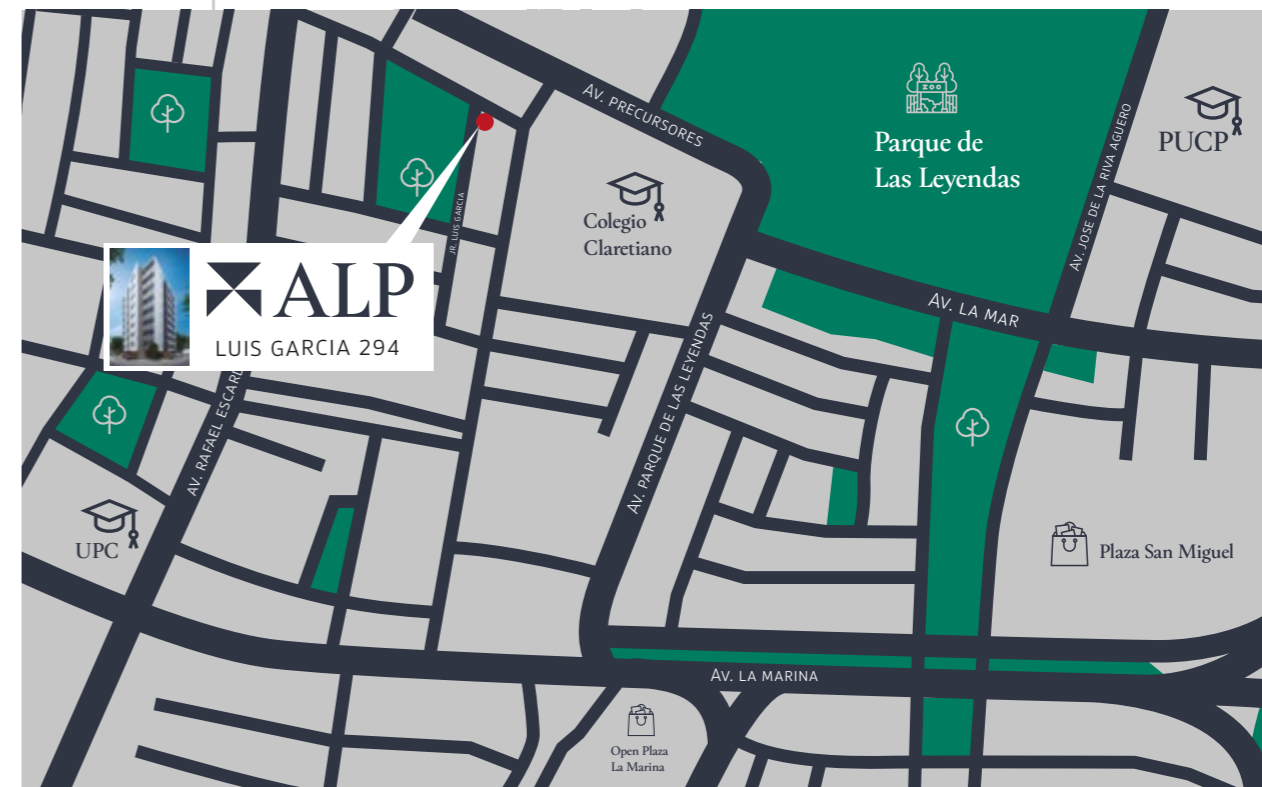 AV. PRECURSORES
ZOO
Parque de
Las Leyendas
PUCP
AV. JOSE DE LA RIVA AGUERO
Colegio
Claretiano
JR. LUIS GARCIA
ALP
LUIS GARCIA 294
AV. LA MAR
AV. RAFAEL ESCARD
AV. PARQUE DE LAS LEYENDAS
UPC
Plaza San Miguel
AV. LA MARINA
Open Plaza
La Marina